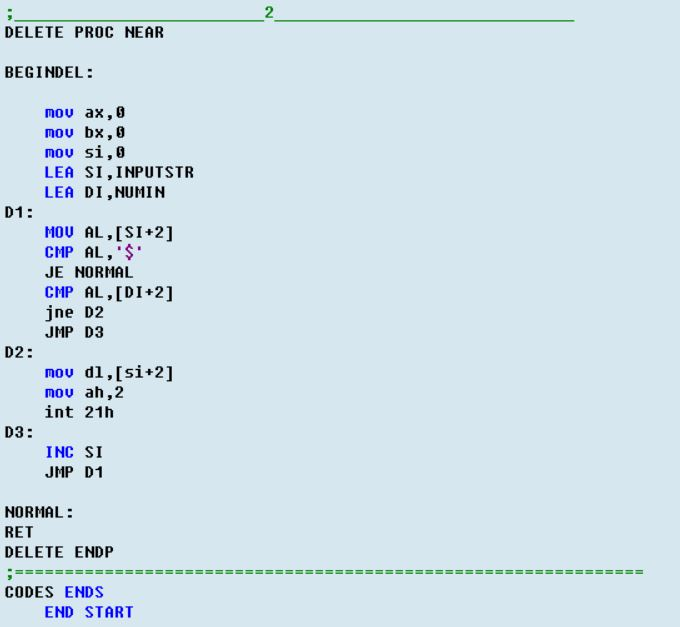 ;_________________________2______________________________
DELETE PROC NEAR
BEGINDEL:
mov ax,0
mov bx,0
mov si,0
LEA SI,INPUTSTR
LEA DI,NUMIN
D1:
MOV AL,[SI+2]
CMP AL,'$'
JE NORMAL
CMP AL,[DI+2]
jne D2
JMP D3
D2:
mov dl,[si+2]
mov ah,2
int 21h
D3:
INC SI
JMP D1
NORMAL:
RET
DELETE ENDP
;===============================================================
CODES ENDS
END START